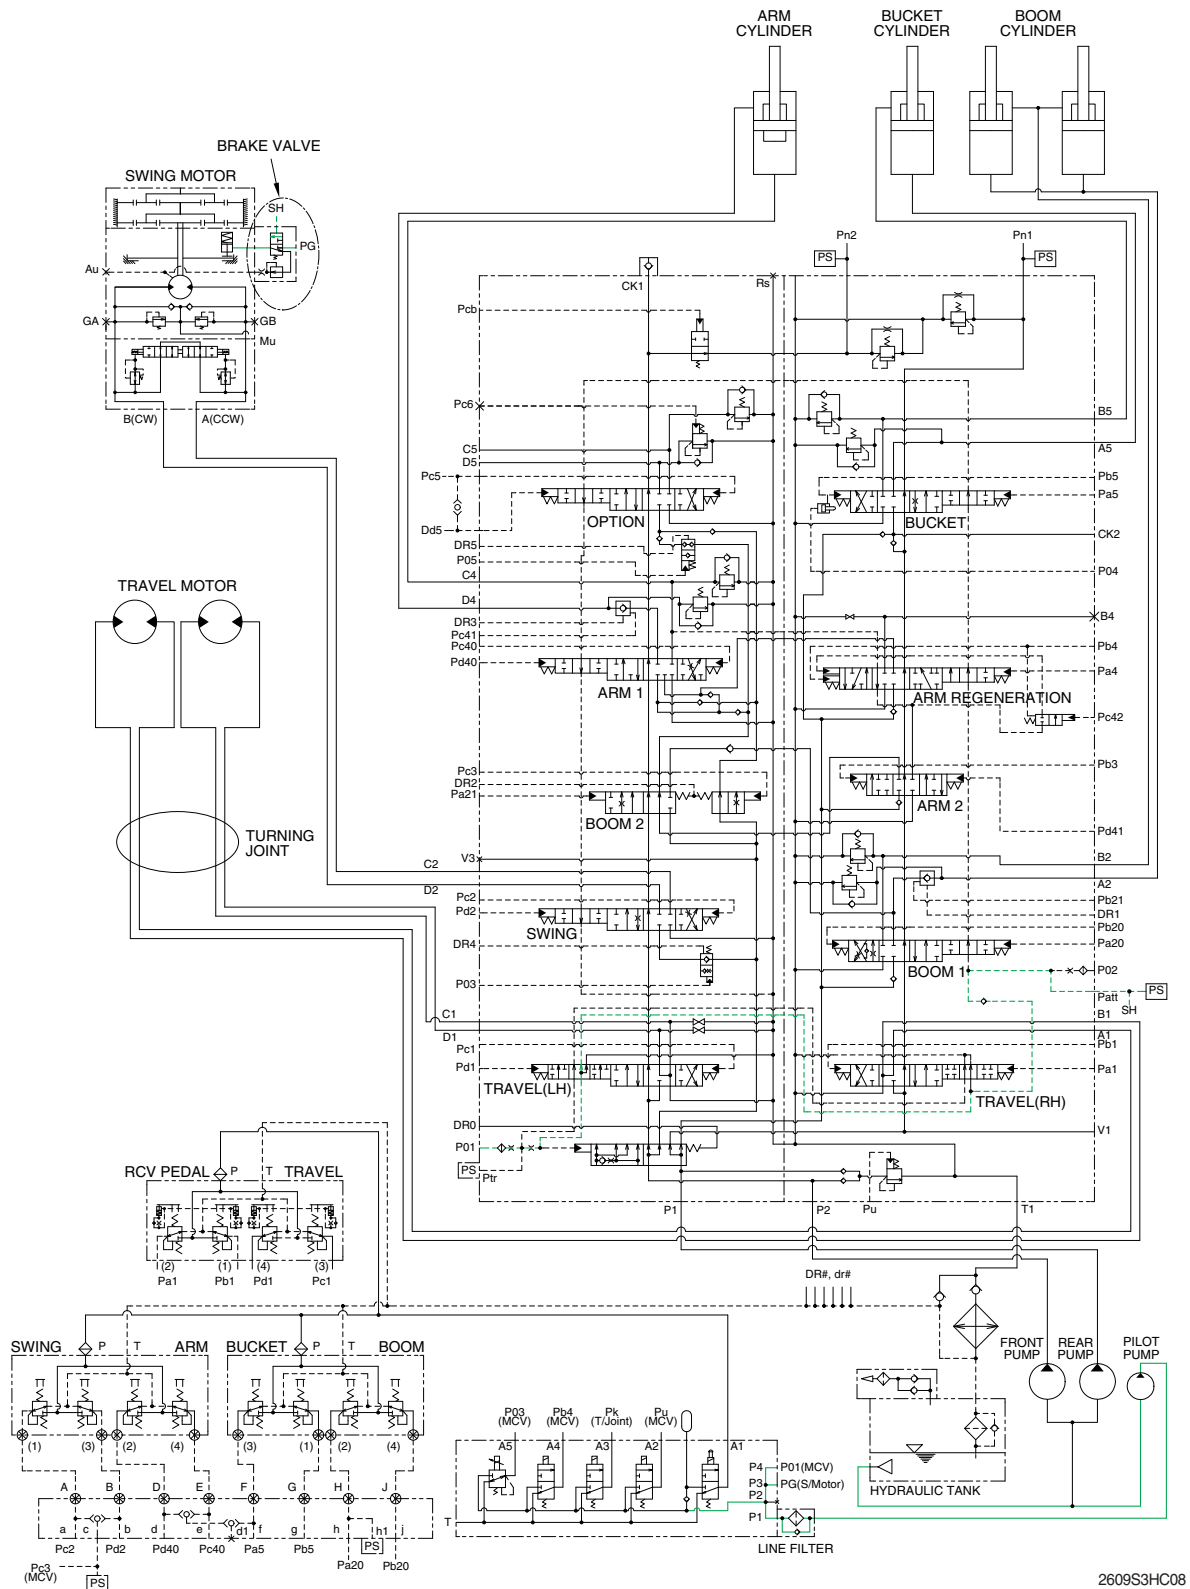 ARM
CYLINDER
BUCKET
CYLINDER
BOOM
CYLINDER
BRAKE VALVE
SWING MOTOR
SH
PG
Au
GA
GB
Mu
B(CW)
A(CCW)
Pn2
Pn1
PS
PS
CK1
Rs
Pcb
Pc6
C5
D5
Pc5
Dd5
DR5
P05
C4
D4
DR3
Pc41
Pc40
Pd40
OPTION
ARM 1
B5
A5
Pb5
Pa5
BUCKET
CK2
P04
B4
Pb4
Pa4
ARM REGENERATION
Pc42
TRAVEL MOTOR
TURNING
JOINT
Pc3
DR2
Pa21
BOOM 2
Pb3
ARM 2
Pd41
V3
C2
D2
Pc2
Pd2
SWING
DR4
P03
B2
A2
Pb21
DR1
Pb20
Pa20
BOOM 1
P02
Patt
PS
SH
C1
D1
Pc1
Pd1
TRAVEL(LH)
B1
A1
Pb1
Pa1
TRAVEL(RH)
DR0
P01
PS
Ptr
V1
P1
P2
Pu
T1
RCV PEDAL
P
T
TRAVEL
(2)
(1)
(4)
(3)
Pa1
Pb1
Pd1
Pc1
DR#, dr#
SWING
P
T
ARM
BUCKET
P
T
BOOM
(1)
(3)
(2)
(4)
(3)
(1)
(2)
(4)
A
B
D
E
F
G
H
J
a
c
b
d
e
d1
f
g
h
h1
j
Pc2
Pd2
Pd40
Pc40
Pa5
Pb5
PS
Pa20
Pb20
Pc3
(MCV)
PS
P03
(MCV)
Pb4
(MCV)
Pk
(T/Joint)
Pu
(MCV)
A5
A4
A3
A2
A1
T
P4
P01(MCV)
P3
PG(S/Motor)
P2
P1
LINE FILTER
FRONT
PUMP
REAR
PUMP
PILOT
PUMP
HYDRAULIC TANK
2609S3HC08